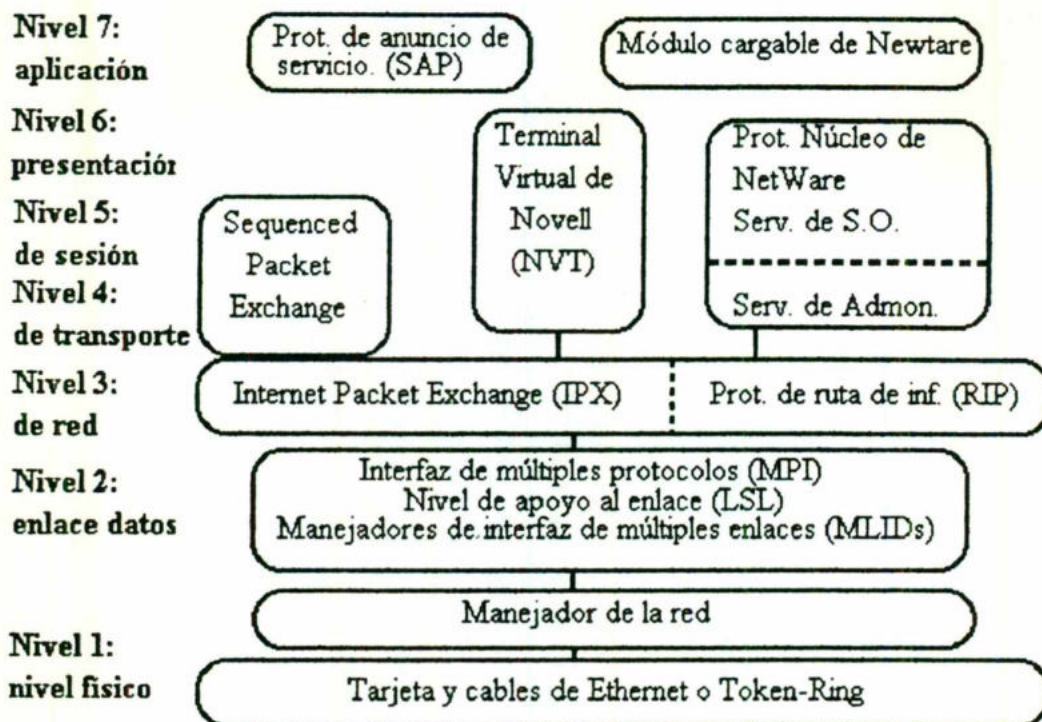 Nivel 7:
aplicación
Prot. de anuncio de
servicio. (SAP)
Módulo cargable de Newtare
Nivel 6:
presentación
Terminal
Virtual de
Novell
(NVT)
Prot. Núcleo de
NetWare
Serv. de S.O.
Serv. de Admon.
Nivel 5:
de sesión
Sequenced
Packet
Exchange
Nivel 4:
de transporte
Nivel 3:
de red
Internet Packet Exchange (IPX)
Prot. de ruta de inf. (RIP)
Nivel 2:
enlace datos
Interfaz de múltiples protocolos (MPI)
Nivel de apoyo al enlace (LSL)
Manejadores de interfaz de múltiples enlaces (MLIDs)
Manejador de la red
Nivel 1:
nivel físico
Tarjeta y cables de Ethernet o Token-Ring